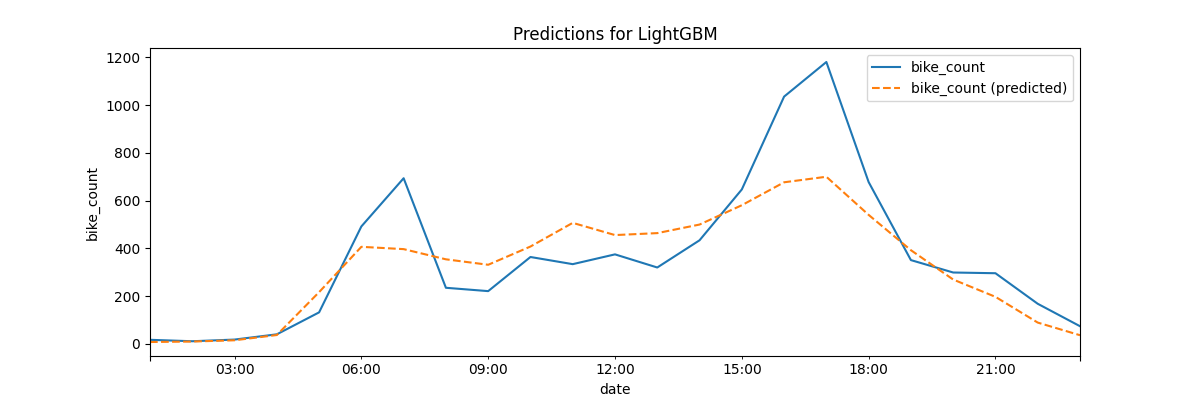 Predictions for LightGBM
bike_count
bike_count (predicted)
1200
1000
800
600
400
200
0
bike_count
03:00 06:00 09:00 12:00 15:00 18:00 21:00
date